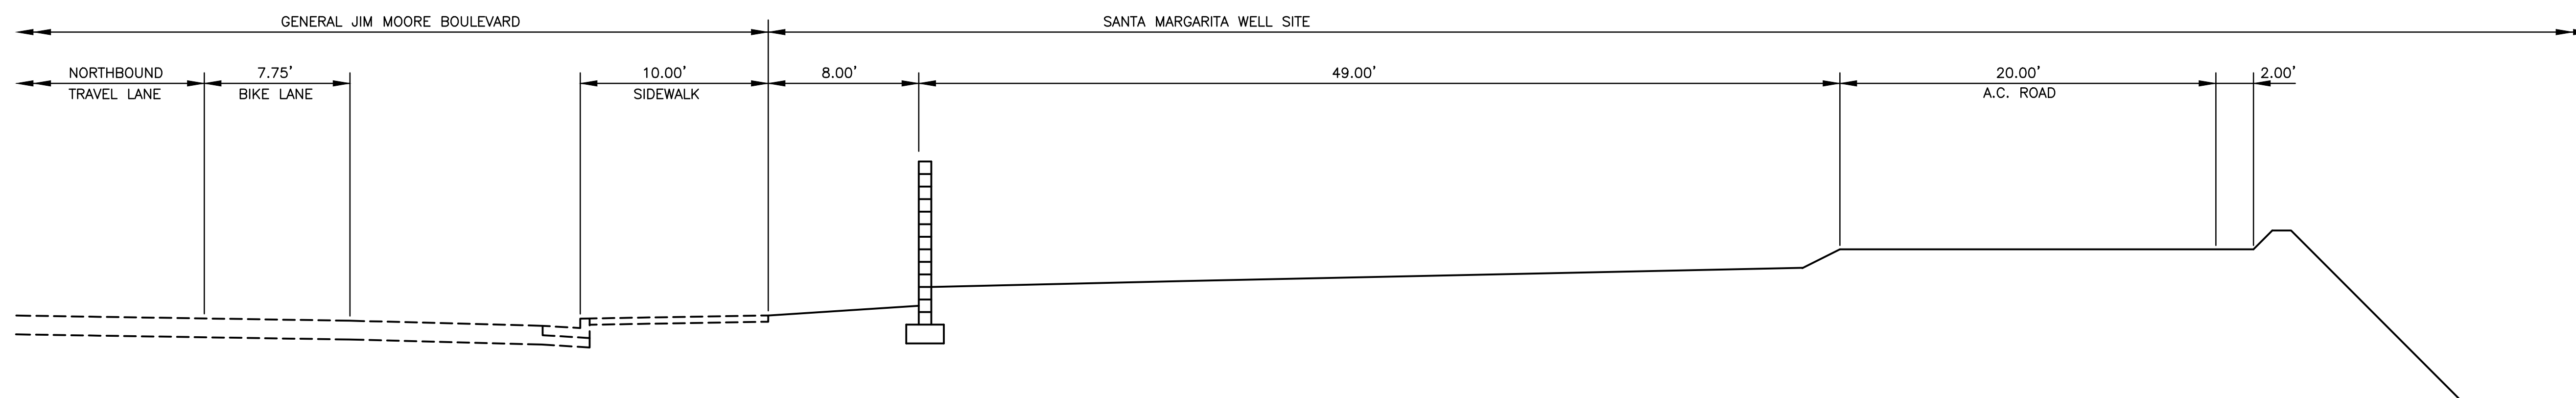 GENERAL JIM MOORE BOULEVARD
SANTA MARGARITA WELL SITE
NORTHBOUND
TRAVEL LANE
7.75'
BIKE LANE
10.00'
SIDEWALK
8.00'
49.00'
20.00'
A.C. ROAD
2.00'